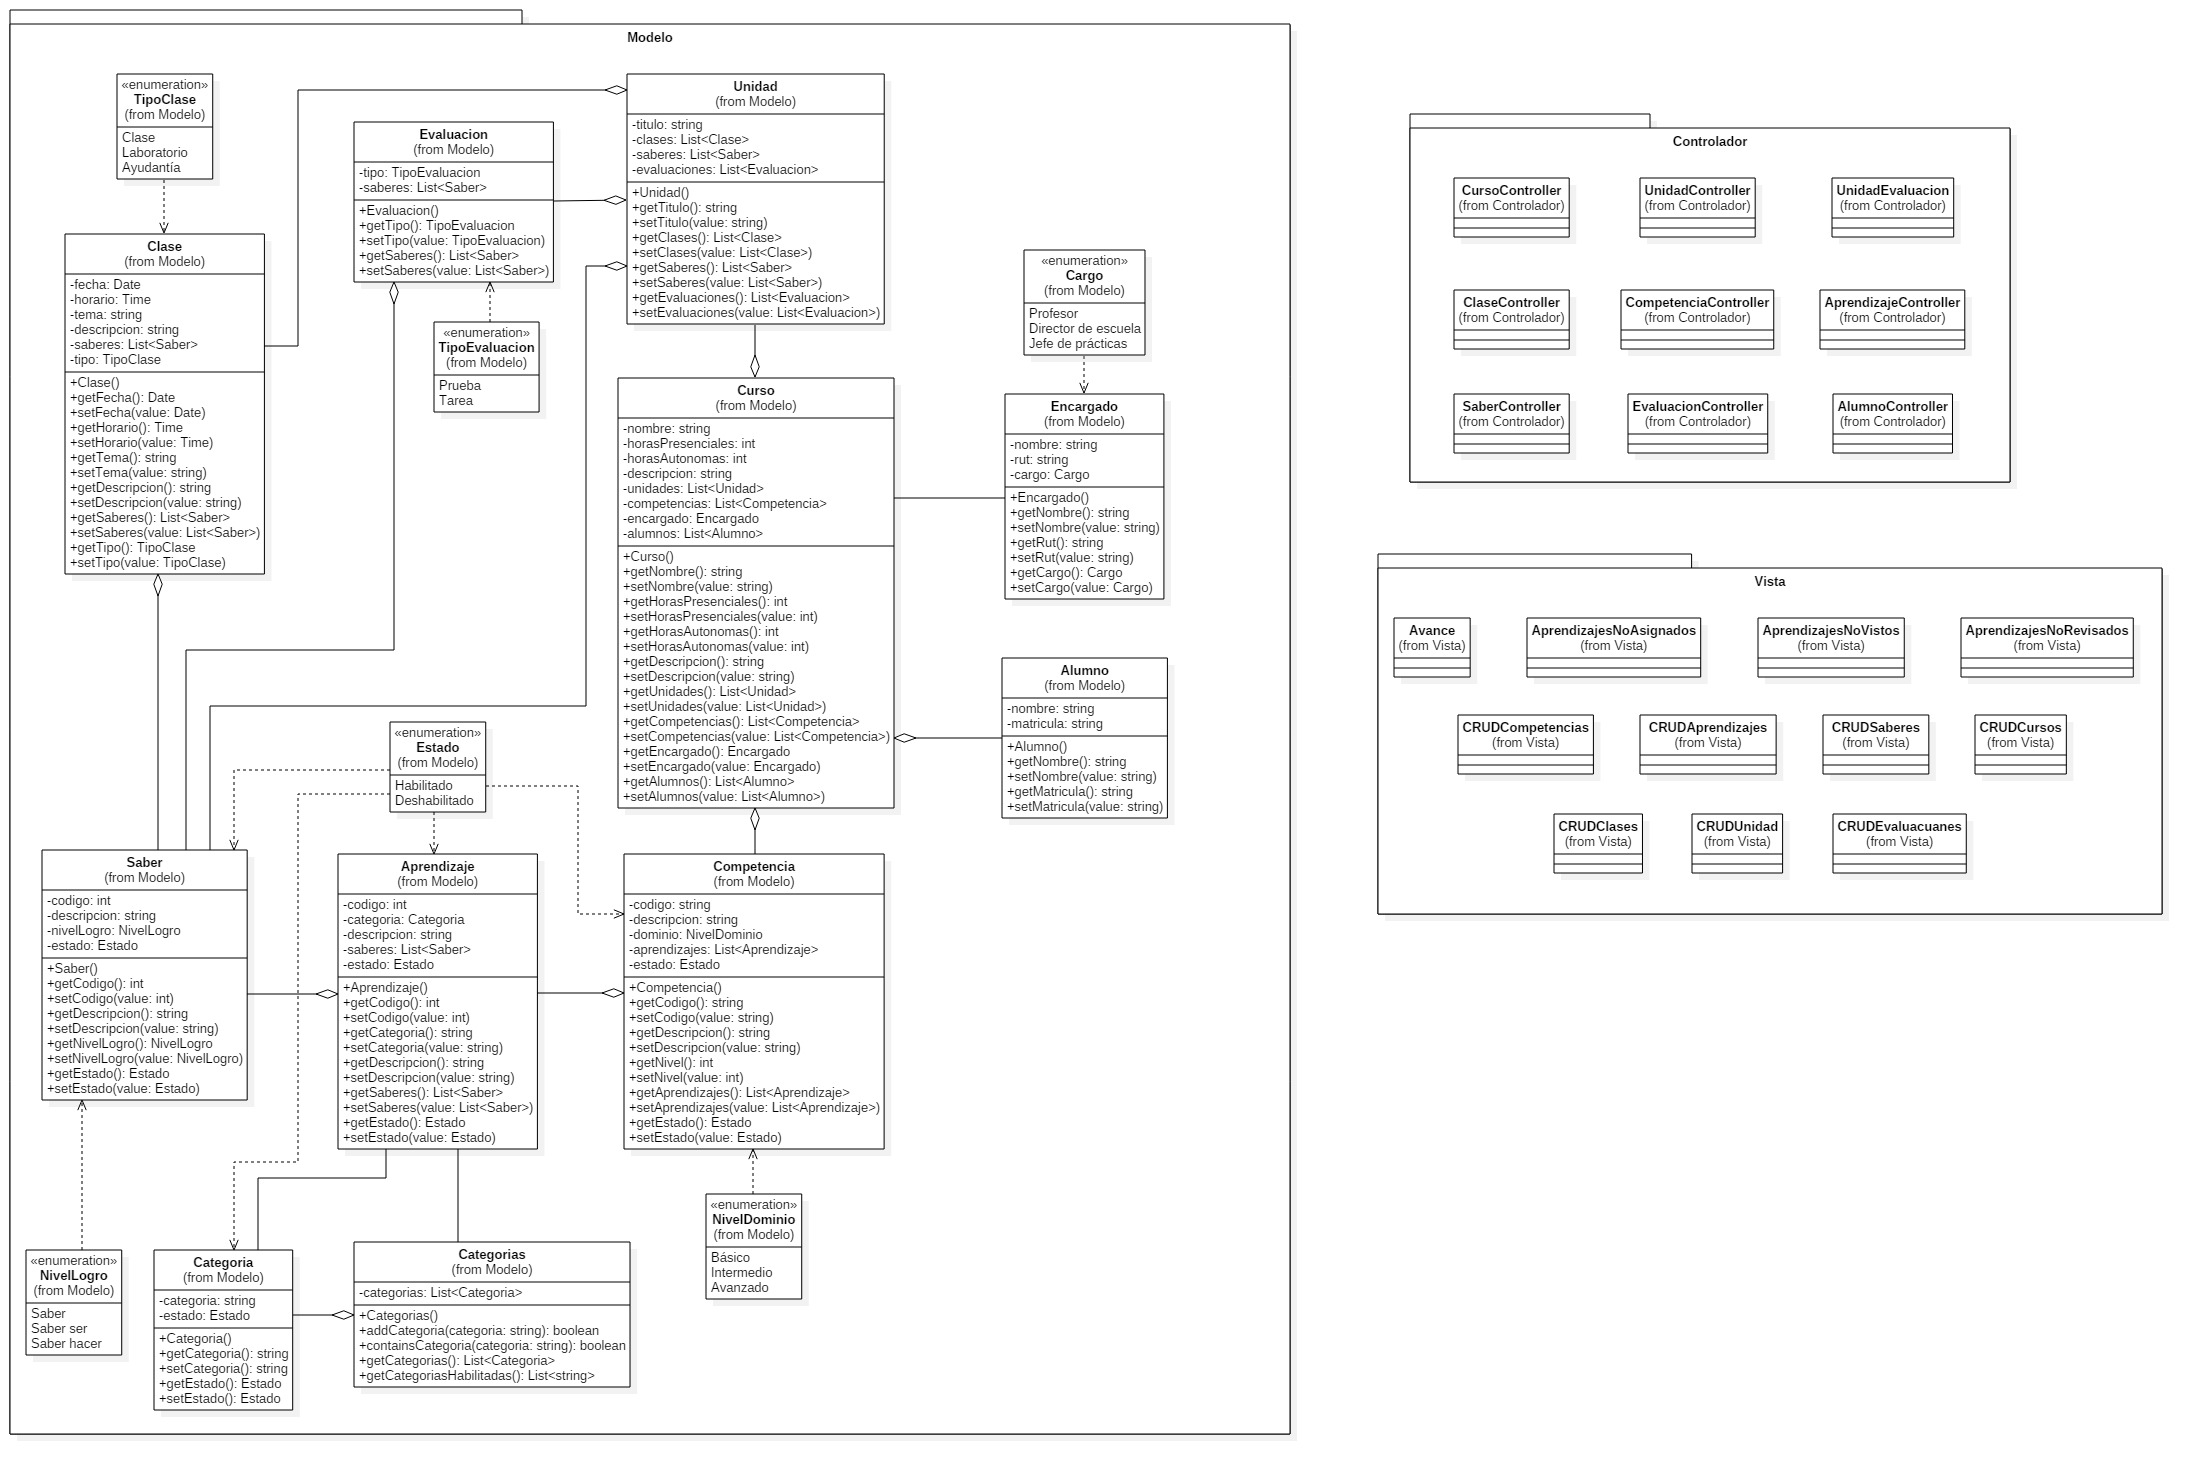 Modelo
«enumeration»
TipoClase
(from Modelo)
Clase
Laboratorio
Ayudantía
Evaluacion
(from Modelo)
-tipo: TipoEvaluacion
-saberes: List<Saber>
+Evaluacion()
+getTipo(): TipoEvaluacion
+setTipo(value: TipoEvaluacion)
+getSaberes(): List<Saber>
+setSaberes(value: List<Saber>)
Unidad
(from Modelo)
-titulo: string
-clases: List<Clase>
-saberes: List<Saber>
-evaluaciones: List<Evaluacion>
+Unidad()
+getTitulo(): string
+setTitulo(value: string)
+getClases(): List<Clase>
+setClases(value: List<Clase>)
+getSaberes(): List<Saber>
+setSaberes(value: List<Saber>)
+getEvaluaciones(): List<Evaluacion>
+setEvaluaciones(value: List<Evaluacion>)
Clase
(from Modelo)
-fecha: Date
-horario: Time
-tema: string
-descripcion: string
-saberes: List<Saber>
-tipo: TipoClase
+Clase()
+getFecha(): Date
+setFecha(value: Date)
+getHorario(): Time
+setHorario(value: Time)
+getTema(): string
+setTema(value: string)
+getDescripcion(): string
+setDescripcion(value: string)
+getSaberes(): List<Saber>
+setSaberes(value: List<Saber>)
+getTipo(): TipoClase
+setTipo(value: TipoClase)
«enumeration»
TipoEvaluacion
(from Modelo)
Prueba
Tarea
«enumeration»
Cargo
(from Modelo)
Profesor
Director de escuela
Jefe de prácticas
Curso
(from Modelo)
-nombre: string
-horasPresenciales: int
-horasAutonomas: int
-descripcion: string
-unidades: List<Unidad>
-competencias: List<Competencia>
-encargado: Encargado
-alumnos: List<Alumno>
+Curso()
+getNombre(): string
+setNombre(value: string)
+getHorasPresenciales(): int
+setHorasPresenciales(value: int)
+getHorasAutonomas(): int
+setHorasAutonomas(value: int)
+getDescripcion(): string
+setDescripcion(value: string)
+getUnidades(): List<Unidad>
+setUnidades(value: List<Unidad>)
+getCompetencias(): List<Competencia>
+setCompetencias(value: List<Competencia>)
+getEncargado(): Encargado
+setEncargado(value: Encargado)
+getAlumnos(): List<Alumno>
+setAlumnos(value: List<Alumno>)
Encargado
(from Modelo)
-nombre: string
-rut: string
-cargo: Cargo
+Encargado()
+getNombre(): string
+setNombre(value: string)
+getRut(): string
+setRut(value: string)
+getCargo(): Cargo
+setCargo(value: Cargo)
Alumno
(from Modelo)
-nombre: string
-matricula: string
+Alumno()
+getNombre(): string
+setNombre(value: string)
+getMatricula(): string
+setMatricula(value: string)
«enumeration»
Estado
(from Modelo)
Habilitado
Deshabilitado
Saber
(from Modelo)
-codigo: int
-descripcion: string
-nivelLogro: NivelLogro
-estado: Estado
+Saber()
+getCodigo(): int
+setCodigo(value: int)
+getDescripcion(): string
+setDescripcion(value: string)
+getNivelLogro(): NivelLogro
+setNivelLogro(value: NivelLogro)
+getEstado(): Estado
+setEstado(value: Estado)
Aprendizaje
(from Modelo)
-codigo: int
-categoria: Categoria
-descripcion: string
-saberes: List<Saber>
-estado: Estado
+Aprendizaje()
+getCodigo(): int
+setCodigo(value: int)
+getCategoria(): string
+setCategoria(value: string)
+getDescripcion(): string
+setDescripcion(value: string)
+getSaberes(): List<Saber>
+setSaberes(value: List<Saber>)
+getEstado(): Estado
+setEstado(value: Estado)
Competencia
(from Modelo)
-codigo: string
-descripcion: string
-dominio: NivelDominio
-aprendizajes: List<Aprendizaje>
-estado: Estado
+Competencia()
+getCodigo(): string
+setCodigo(value: string)
+getDescripcion(): string
+setDescripcion(value: string)
+getNivel(): int
+setNivel(value: int)
+getAprendizajes(): List<Aprendizaje>
+setAprendizajes(value: List<Aprendizaje>)
+getEstado(): Estado
+setEstado(value: Estado)
«enumeration»
NivelLogro
(from Modelo)
Saber
Saber ser
Saber hacer
Categoria
(from Modelo)
-categoria: string
-estado: Estado
+Categoria()
+getCategoria(): string
+setCategoria(): string
+getEstado(): Estado
+setEstado(): Estado
Categorias
(from Modelo)
-categorias: List<Categoria>
+Categorias()
+addCategoria(categoria: string): boolean
+containsCategoria(categoria: string): boolean
+getCategorias(): List<Categoria>
+getCategoriasHabilitadas(): List<string>
«enumeration»
NivelDominio
(from Modelo)
Básico
Intermedio
Avanzado
Controlador
CursoController
(from Controlador)
UnidadController
(from Controlador)
UnidadEvaluacion
(from Controlador)
ClaseController
(from Controlador)
CompetenciaController
(from Controlador)
AprendizajeController
(from Controlador)
SaberController
(from Controlador)
EvaluacionController
(from Controlador)
AlumnoController
(from Controlador)
Vista
Avance
(from Vista)
AprendizajesNoAsignados
(from Vista)
AprendizajesNoVistos
(from Vista)
AprendizajesNoRevisados
(from Vista)
CRUDCompetencias
(from Vista)
CRUDAprendizajes
(from Vista)
CRUDSaberes
(from Vista)
CRUDCursos
(from Vista)
CRUDClases
(from Vista)
CRUDUnidad
(from Vista)
CRUDEvaluacuanes
(from Vista)